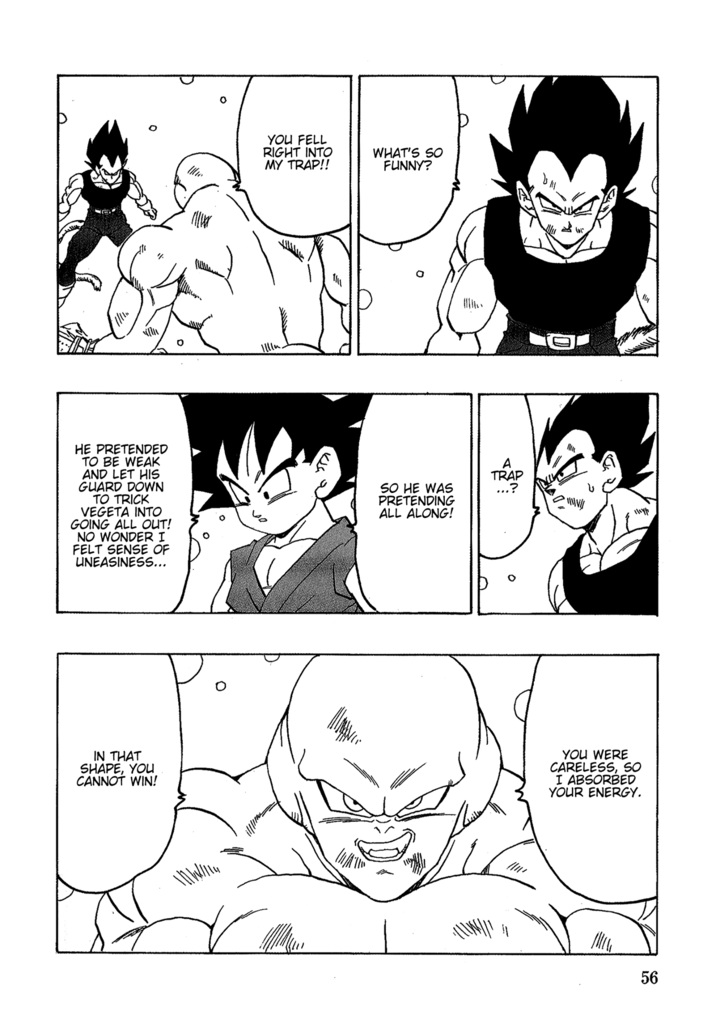 WHAT'S SO
FUNNY?
YOU FELL
RIGHT INTO
MY TRAP!!
A
TRAP
...?
SO HE WAS
PRETENDING
ALL ALONG!
HE PRETENDED
TO BE WEAK
AND LET HIS
GUARD DOWN
TO TRICK
VEGETA INTO
GOING ALL OUT!
NO WONDER I
FELT SENSE OF
UNEASINESS...
YOU WERE
CARELESS, SO
I ABSORBED
YOUR ENERGY.
IN THAT
SHAPE, YOU
CANNOT WIN!
56